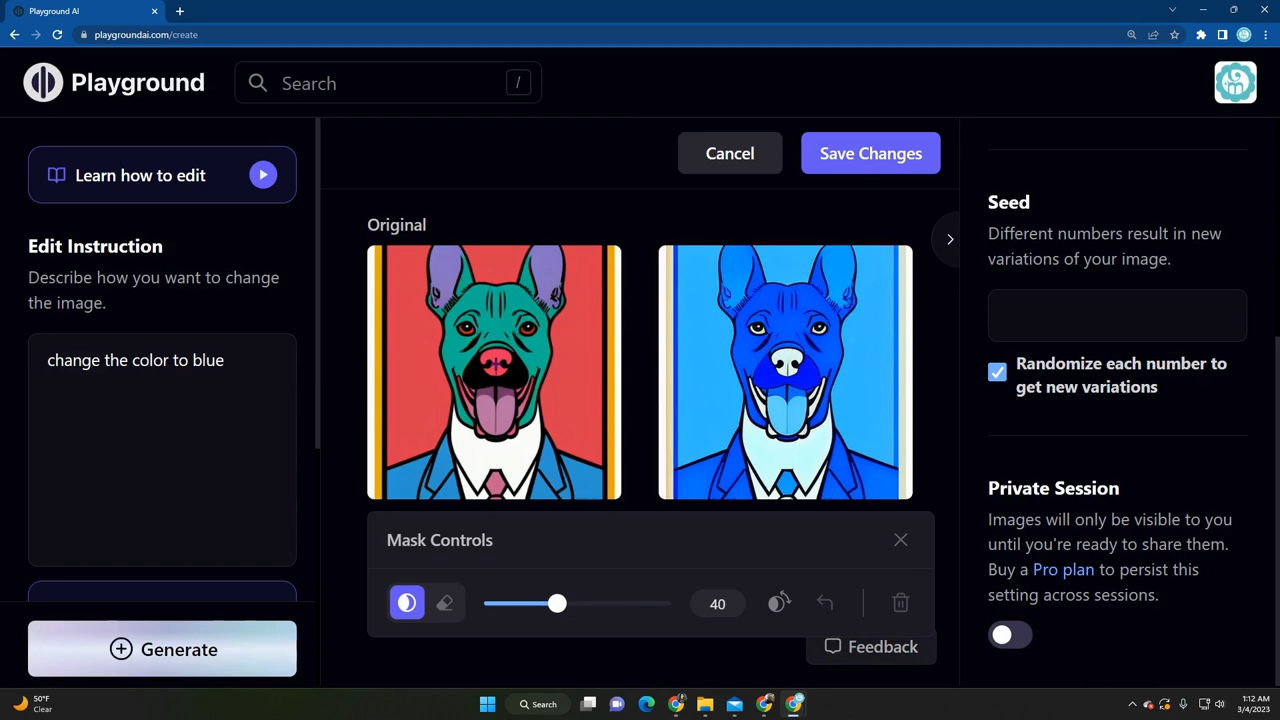 Playground AI
playgroundai.com/create
Playground
Search
/
Learn how to edit
Edit Instruction
Describe how you want to change
the image.
change the color to blue
Generate
Cancel
Save Changes
Original
Mask Controls
40
Feedback
Seed
Different numbers result in new
variations of your image.
Randomize each number to
get new variations
Private Session
Images will only be visible to you
until you're ready to share them.
Buy a Pro plan to persist this
setting across sessions.
50°F
Clear
Search
1:12 AM
3/4/2023